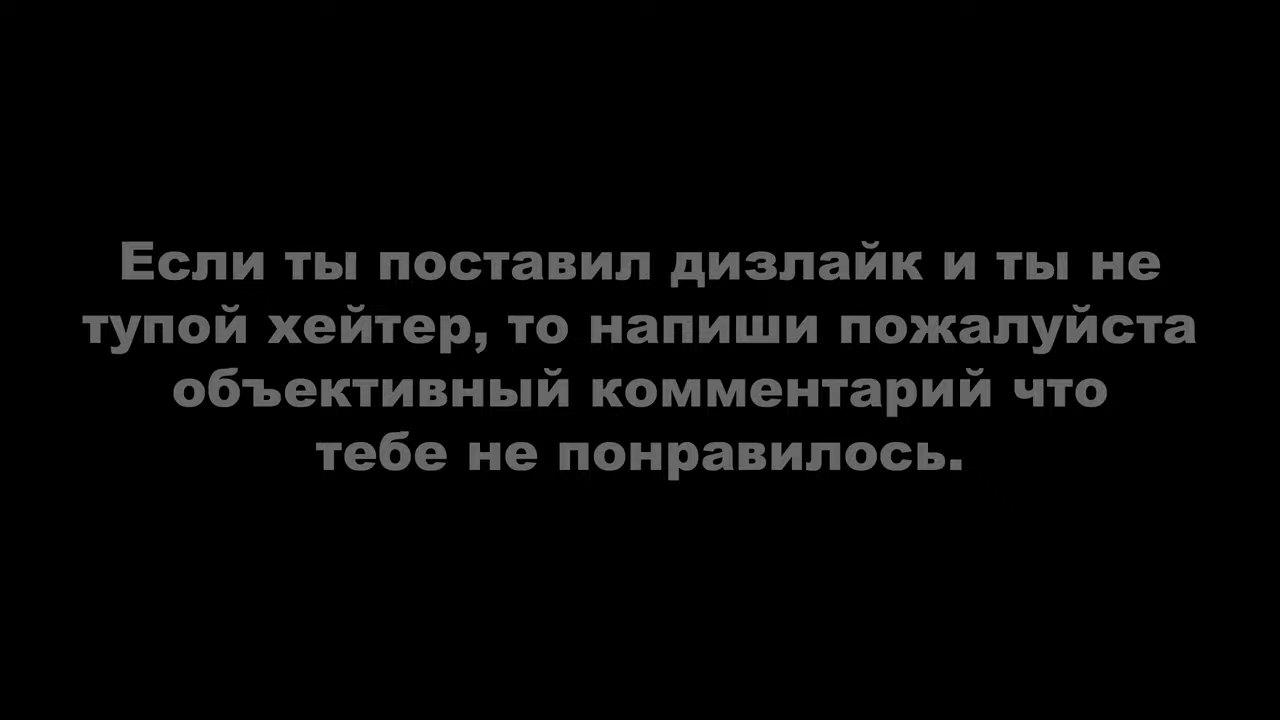 Если ты поставил дизлайк и ты не
тупой хейтер, то напиши пожалуйста
объективный комментарий что
тебе не понравилось.